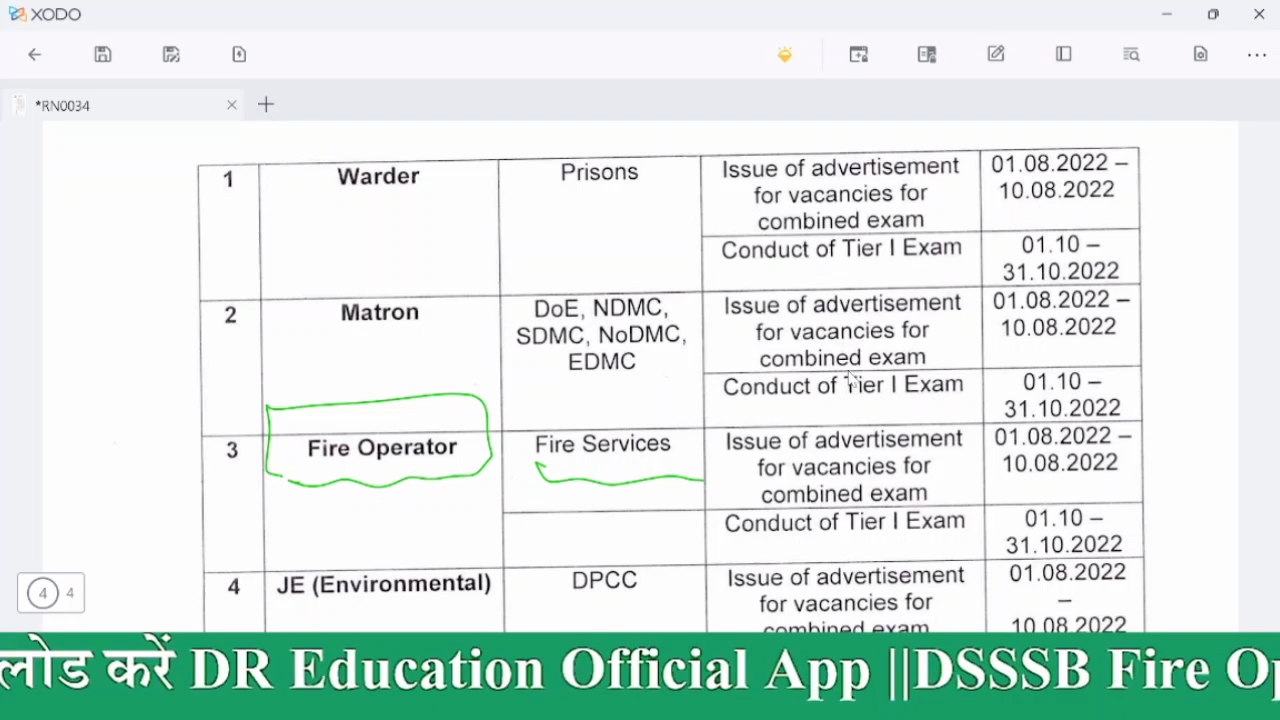 XODO
*RN0034
1
Warder
Prisons
Issue of advertisement
for vacancies for
combined exam
01.08.2022 –
10.08.2022
Conduct of Tier I Exam
01.10 –
31.10.2022
2
Matron
DoE, NDMC,
SDMC, NoDMC,
EDMC
Issue of advertisement
for vacancies for
combined exam
01.08.2022 –
10.08.2022
Conduct of Tier I Exam
01.10 –
31.10.2022
3
Fire Operator
Fire Services
Issue of advertisement
for vacancies for
combined exam
01.08.2022 –
10.08.2022
Conduct of Tier I Exam
01.10 –
31.10.2022
4
JE (Environmental)
DPCC
Issue of advertisement
for vacancies for
combined exam
01.08.2022
–
10.08.2022
4 4
लोड करें DR Education Official App ||DSSSB Fire Op